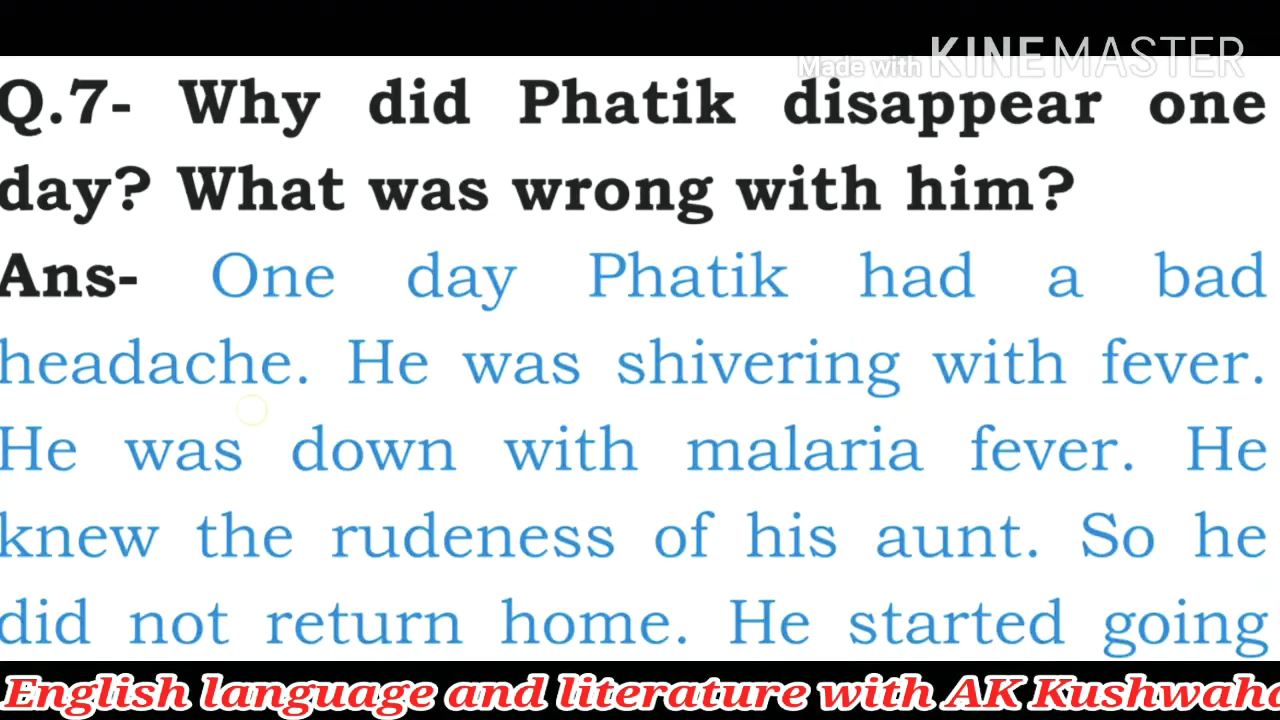 Made with KINEMASTER
Q.7- Why did Phatik disappear one
day? What was wrong with him?
Ans- One day Phatik had a bad
headache. He was shivering with fever.
He was down with malaria fever. He
knew the rudeness of his aunt. So he
did not return home. He started going
English language and literature with AK Kushwaha